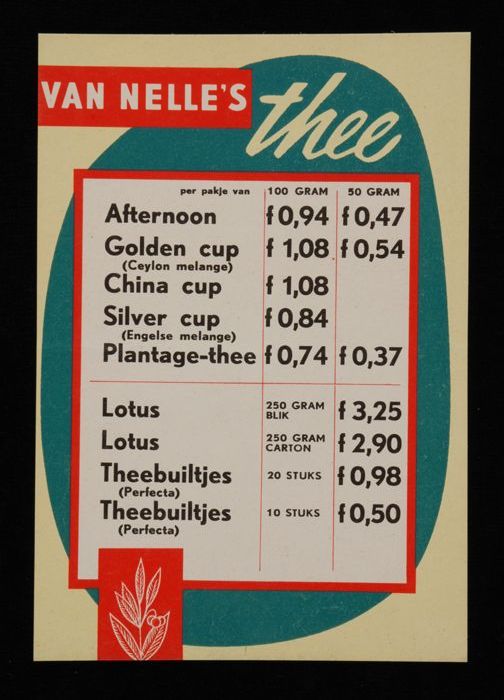 VAN NELLE'S thee
per pakje van 100 GRAM 50 GRAM
Afternoon f 0,94 f 0,47
Golden cup f 1,08 f 0,54
(Ceylon melange)
China cup f 1,08
Silver cup f 0,84
(Engelse melange)
Plantage-thee f 0,74 f 0,37
Lotus 250 GRAM BLIK f 3,25
Lotus 250 GRAM CARTON f 2,90
Theebuiltjes 20 STUKS f 0,98
(Perfecta)
Theebuiltjes 10 STUKS f 0,50
(Perfecta)